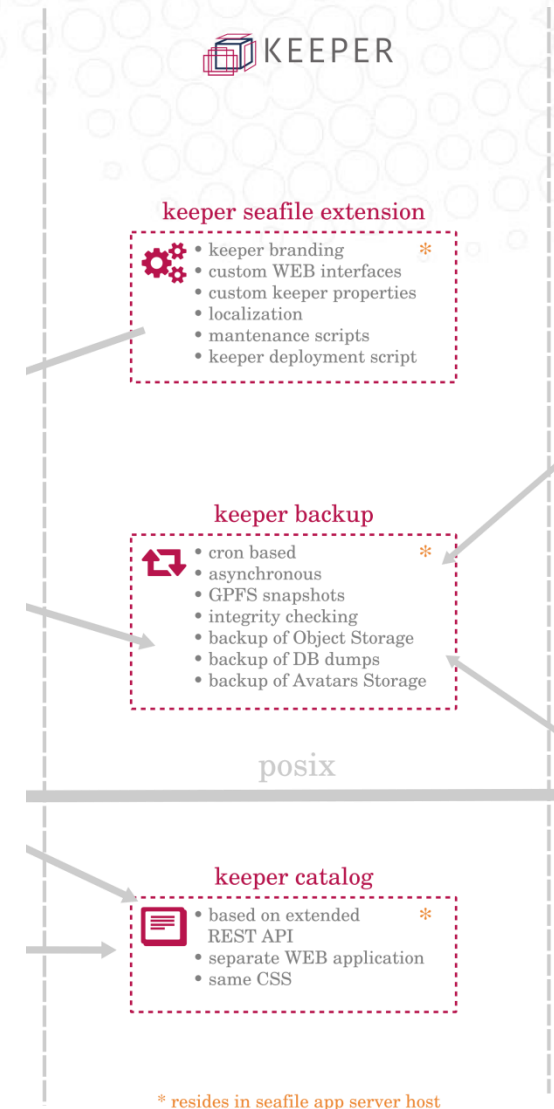 KEEPER
keeper seafile extension
• keeper branding *
• custom WEB interfaces
• custom keeper properties
• localization
• mantenance scripts
• keeper deployment script
keeper backup
• cron based *
• asynchronous
• GPFS snapshots
• integrity checking
• backup of Object Storage
• backup of DB dumps
• backup of Avatars Storage
posix
keeper catalog
• based on extended *
REST API
• separate WEB application
• same CSS
* resides in seafile app server host